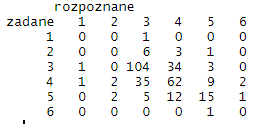 rozpoznane
zadane 1 2 3 4 5 6
1 0 0 1 0 0 0
2 0 0 6 3 1 0
3 1 0 104 34 3 0
4 1 2 35 62 9 2
5 0 2 5 12 15 1
6 0 0 0 0 1 0